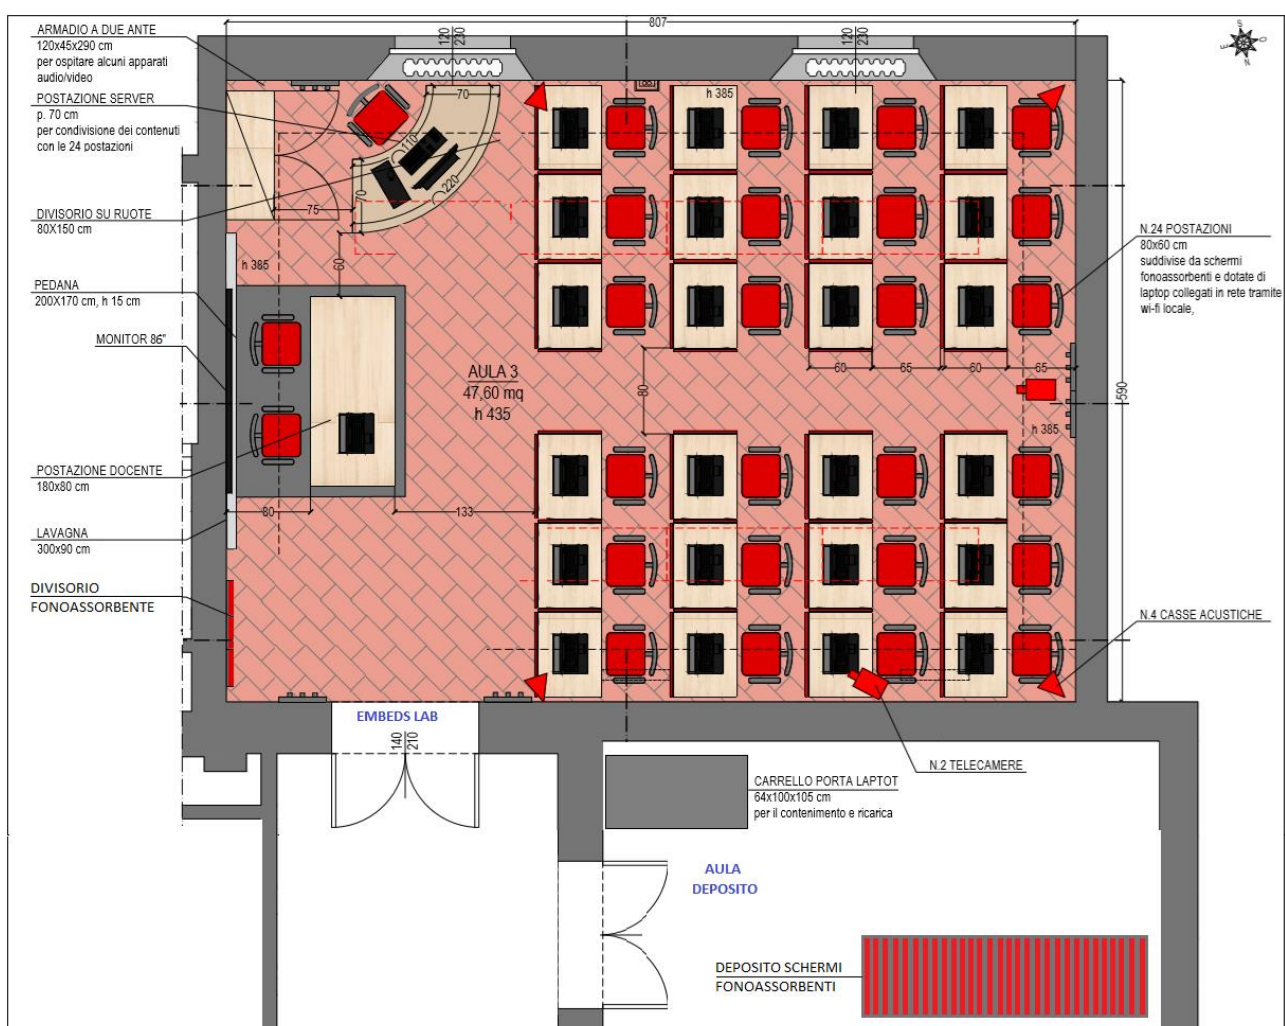 807
ARMADIO A DUE ANTE
120x45x290 cm
per ospitare alcuni apparati
audio/video
POSTAZIONE SERVER
p. 70 cm
per condivisione dei contenuti
con le 24 postazioni
DIVISORIO SU RUOTE
80X150 cm
PEDANA
200X170 cm, h 15 cm
MONITOR 86"
POSTAZIONE DOCENTE
180x80 cm
LAVAGNA
300x90 cm
DIVISORIO
FONOASSORBENTE
120
230
120
230
S
O
E
N
70
110
220
70
75
60
h 385
h 385
AULA 3
47,60 mq
h 435
80
60
65
60
65
h 385
590
80
133
N.24 POSTAZIONI
80x60 cm
suddivise da schermi
fonoassorbenti e dotate di
laptop collegati in rete tramite
wi-fi locale,
N.4 CASSE ACUSTICHE
N.2 TELECAMERE
EMBEDS LAB
140
210
CARRELLO PORTA LAPTOT
64x100x105 cm
per il contenimento e ricarica
AULA
DEPOSITO
DEPOSITO SCHERMI
FONOASSORBENTI